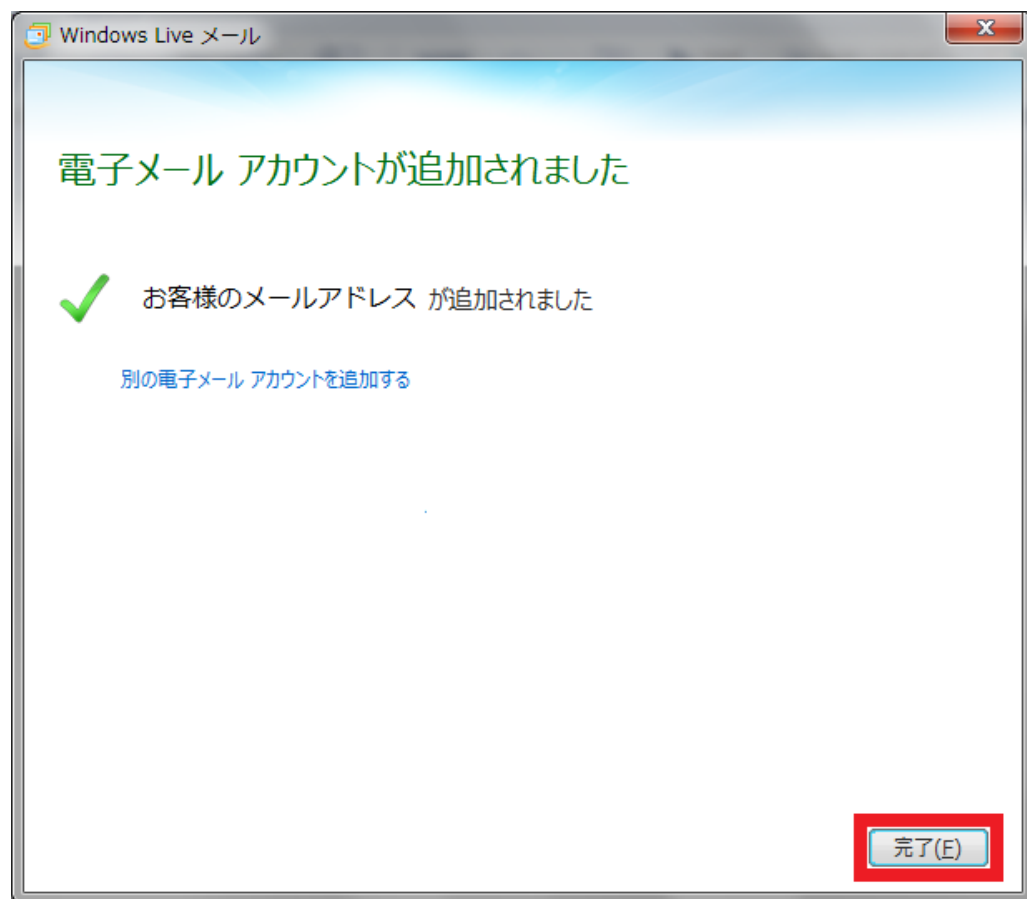 Windows Live メール
電子メール アカウントが追加されました
お客様のメールアドレス が追加されました
別の電子メール アカウントを追加する
完了(F)